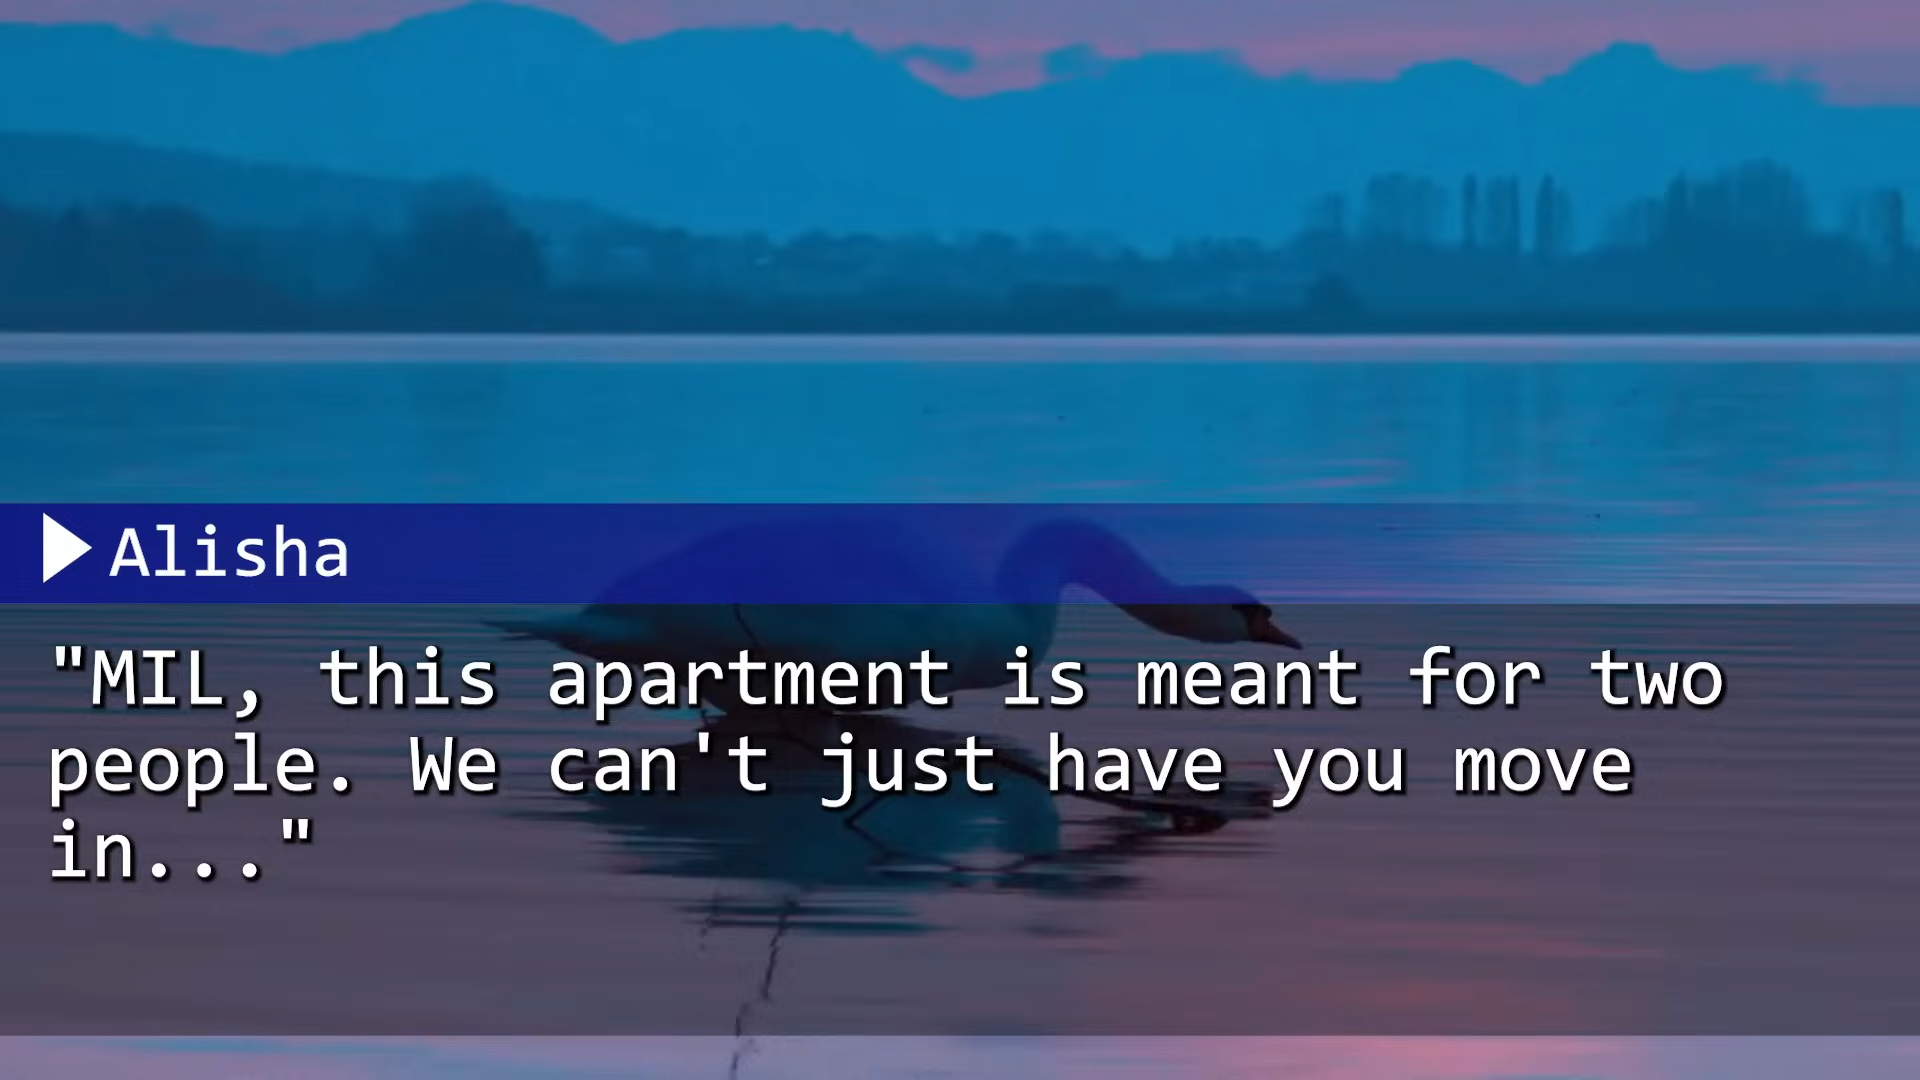 Alisha
"MIL, this apartment is meant for two
people. We can't just have you move
in..."